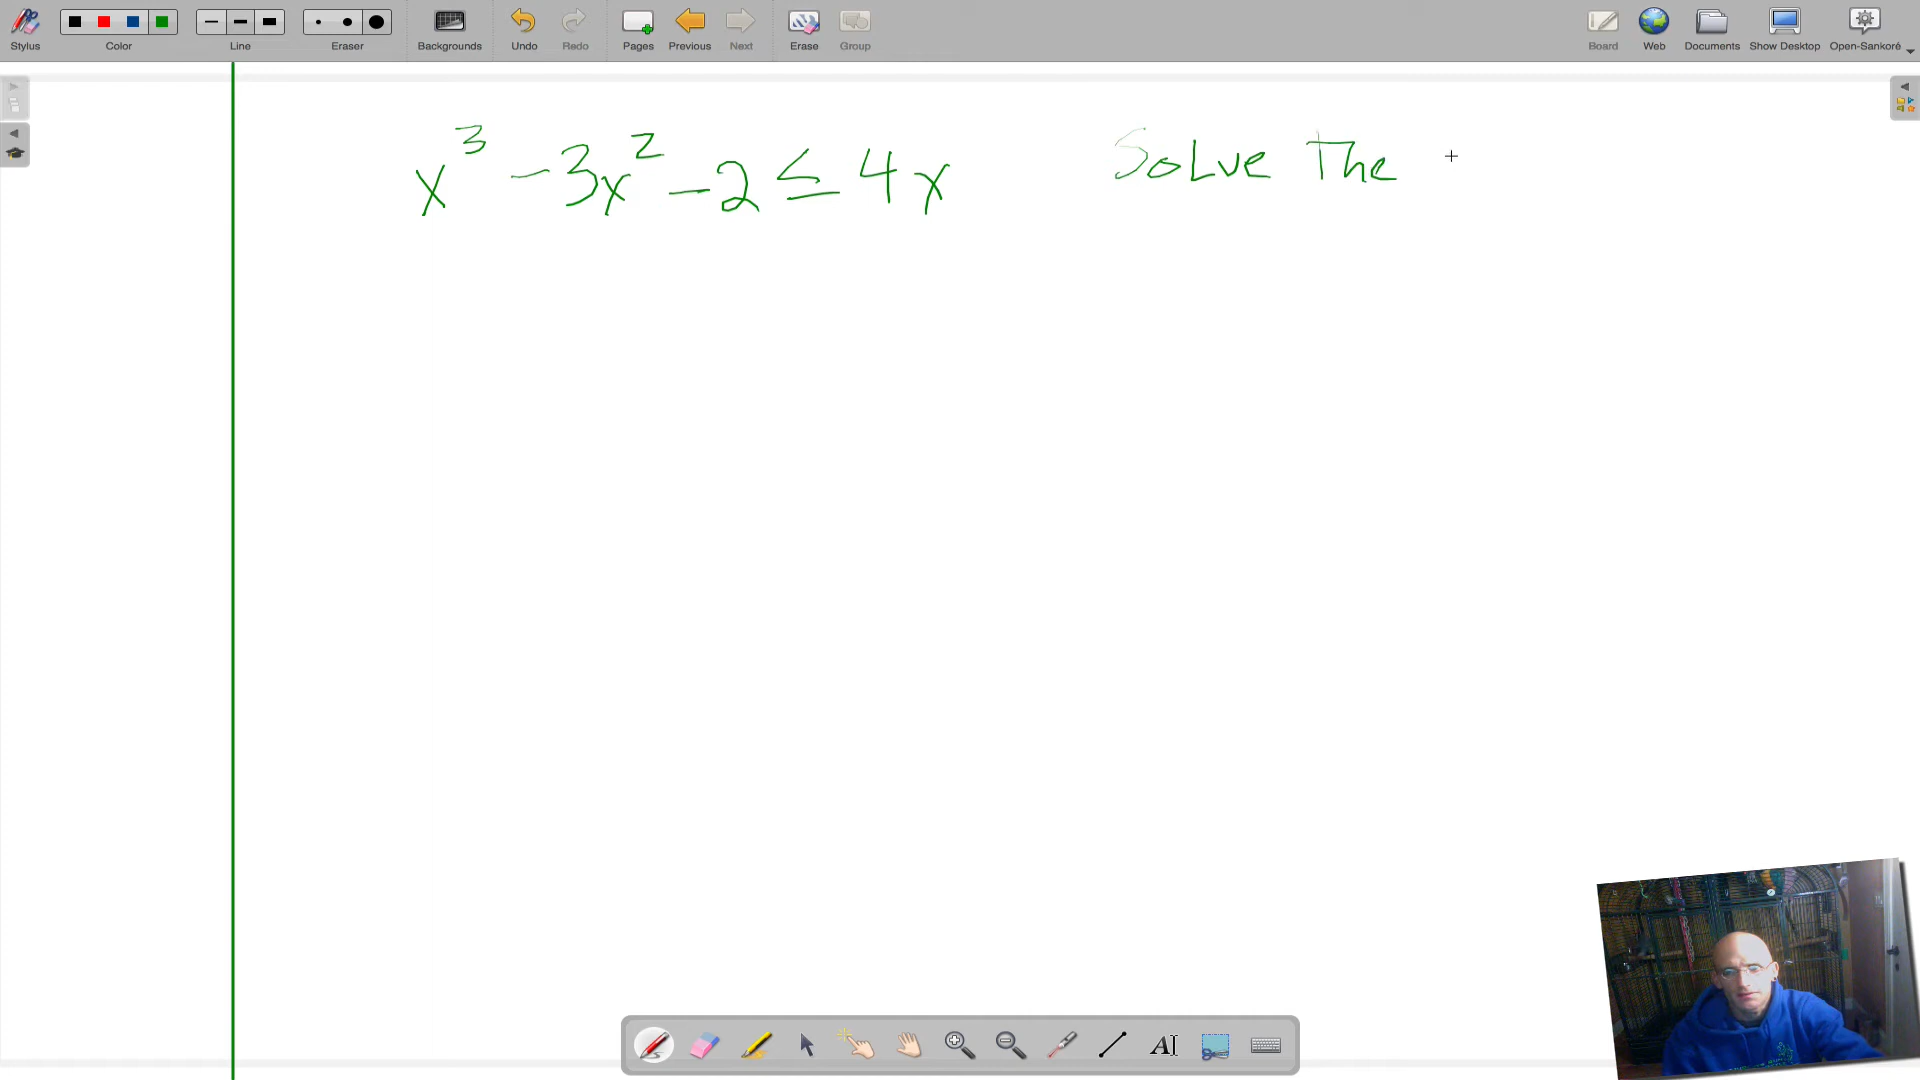 Stylus Color Line Eraser Backgrounds Undo Redo Pages Previous Next Erase Group Board Web Documents Show Desktop Open-Sankoré
x³ - 3x² - 2 ≤ 4x Solve The